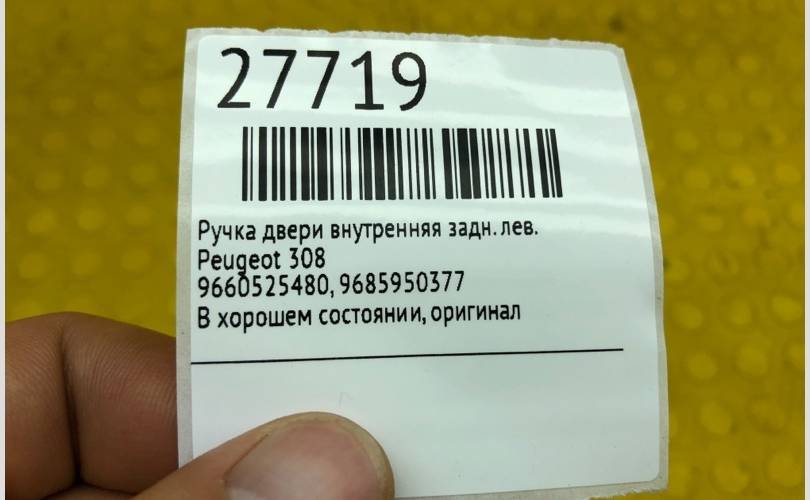 27719
Ручка двери внутренняя задн. лев.
Peugeot 308
9660525480, 9685950377
В хорошем состоянии, оригинал